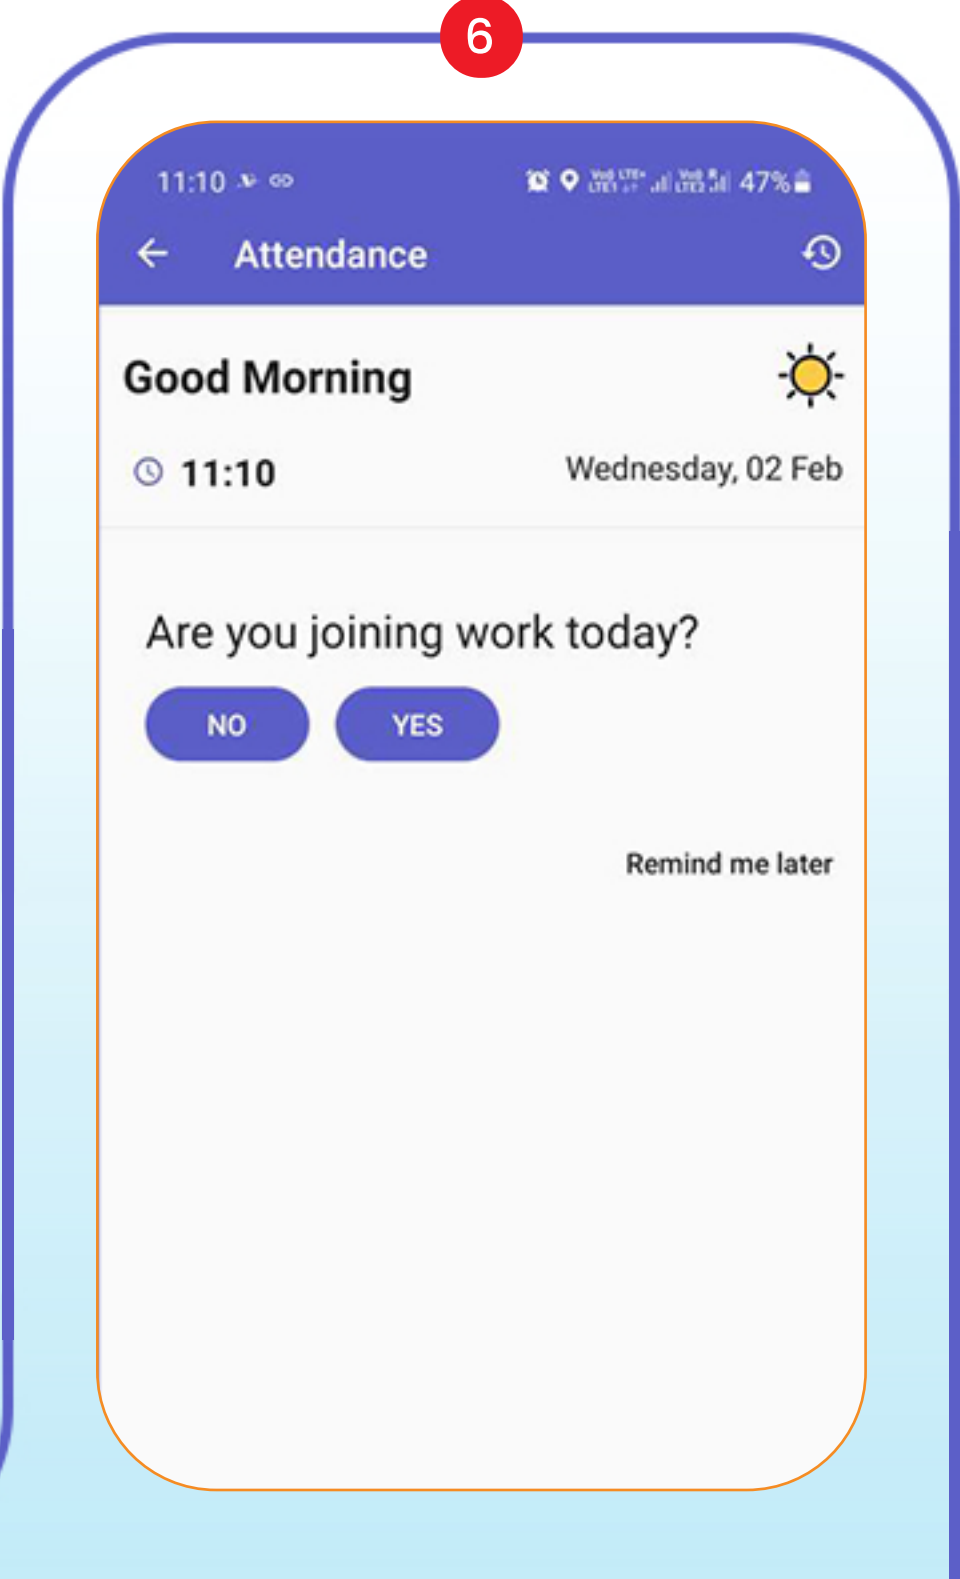 6
11:10 47%
Attendance
Good Morning
11:10 Wednesday, 02 Feb
Are you joining work today?
NO YES
Remind me later